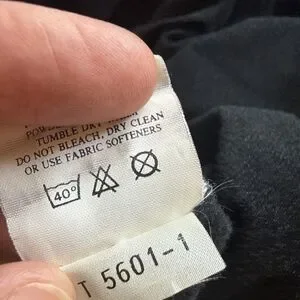 TUMBLE DRY
DO NOT BLEACH, DRY CLEAN
OR USE FABRIC SOFTENERS
40°
T 5601-1